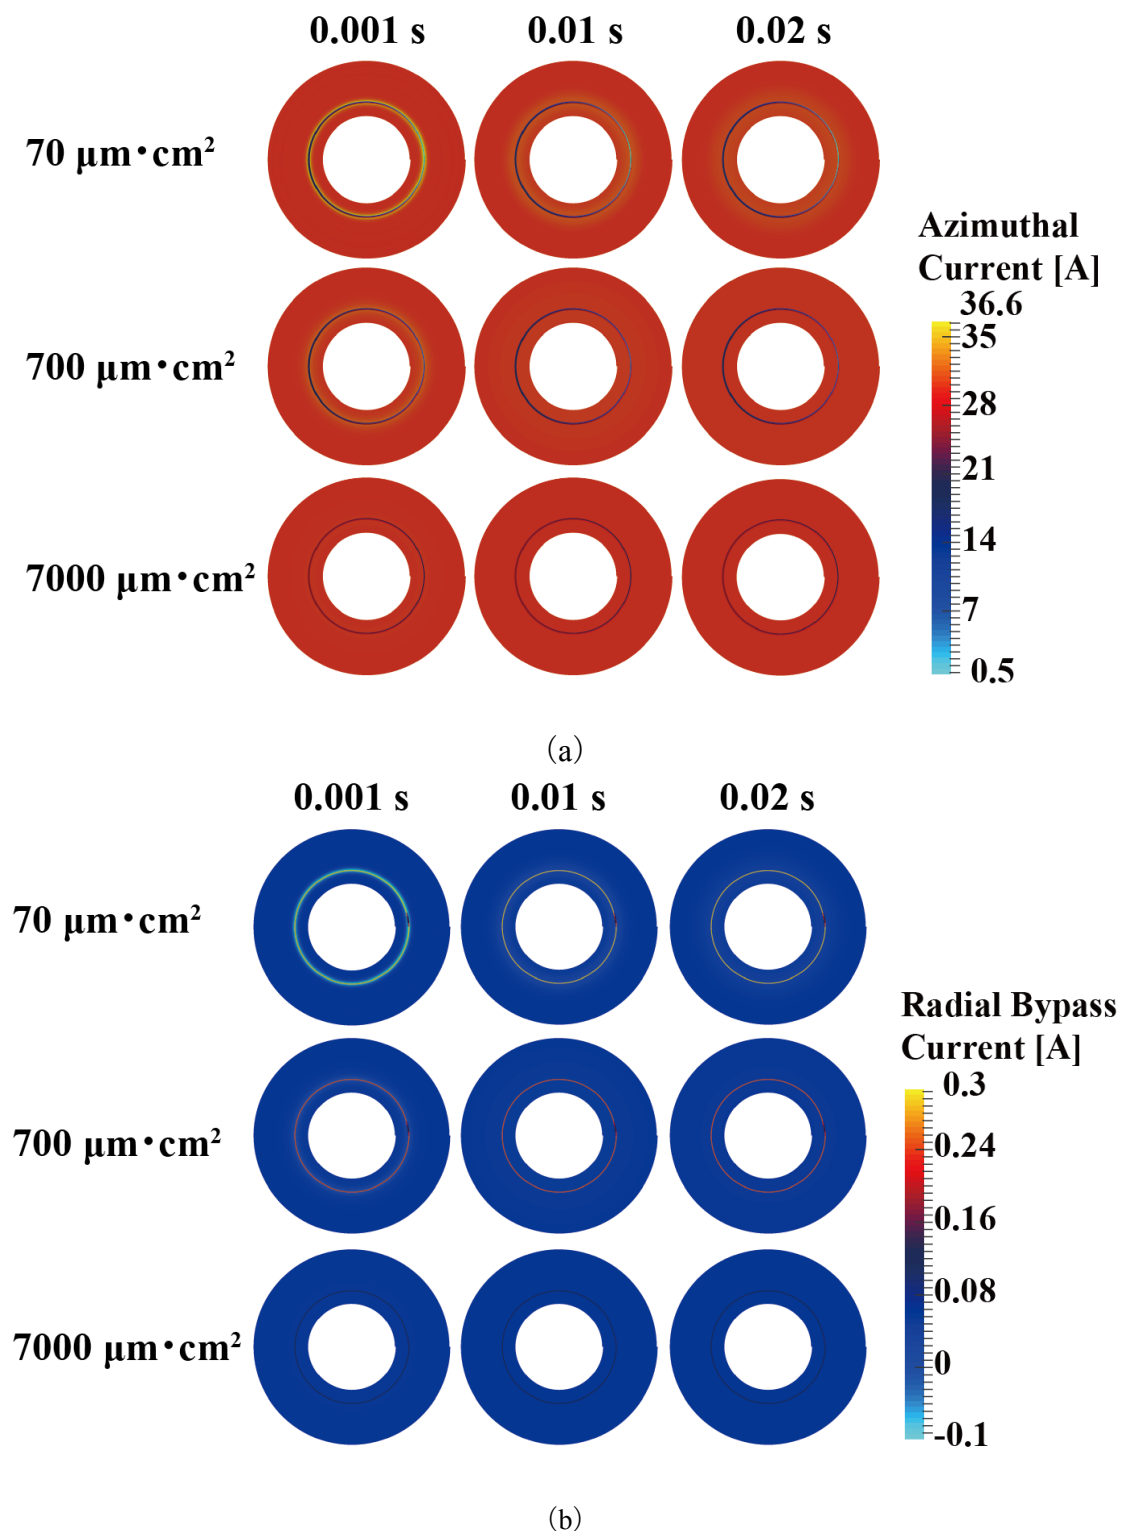 0.001 s 0.01 s 0.02 s
70 μm·cm²
700 μm·cm²
7000 μm·cm²
Azimuthal
Current [A]
36.6
35
28
21
14
7
0.5
(a)
0.001 s 0.01 s 0.02 s
70 μm·cm²
700 μm·cm²
7000 μm·cm²
Radial Bypass
Current [A]
0.3
0.24
0.16
0.08
0
-0.1
(b)